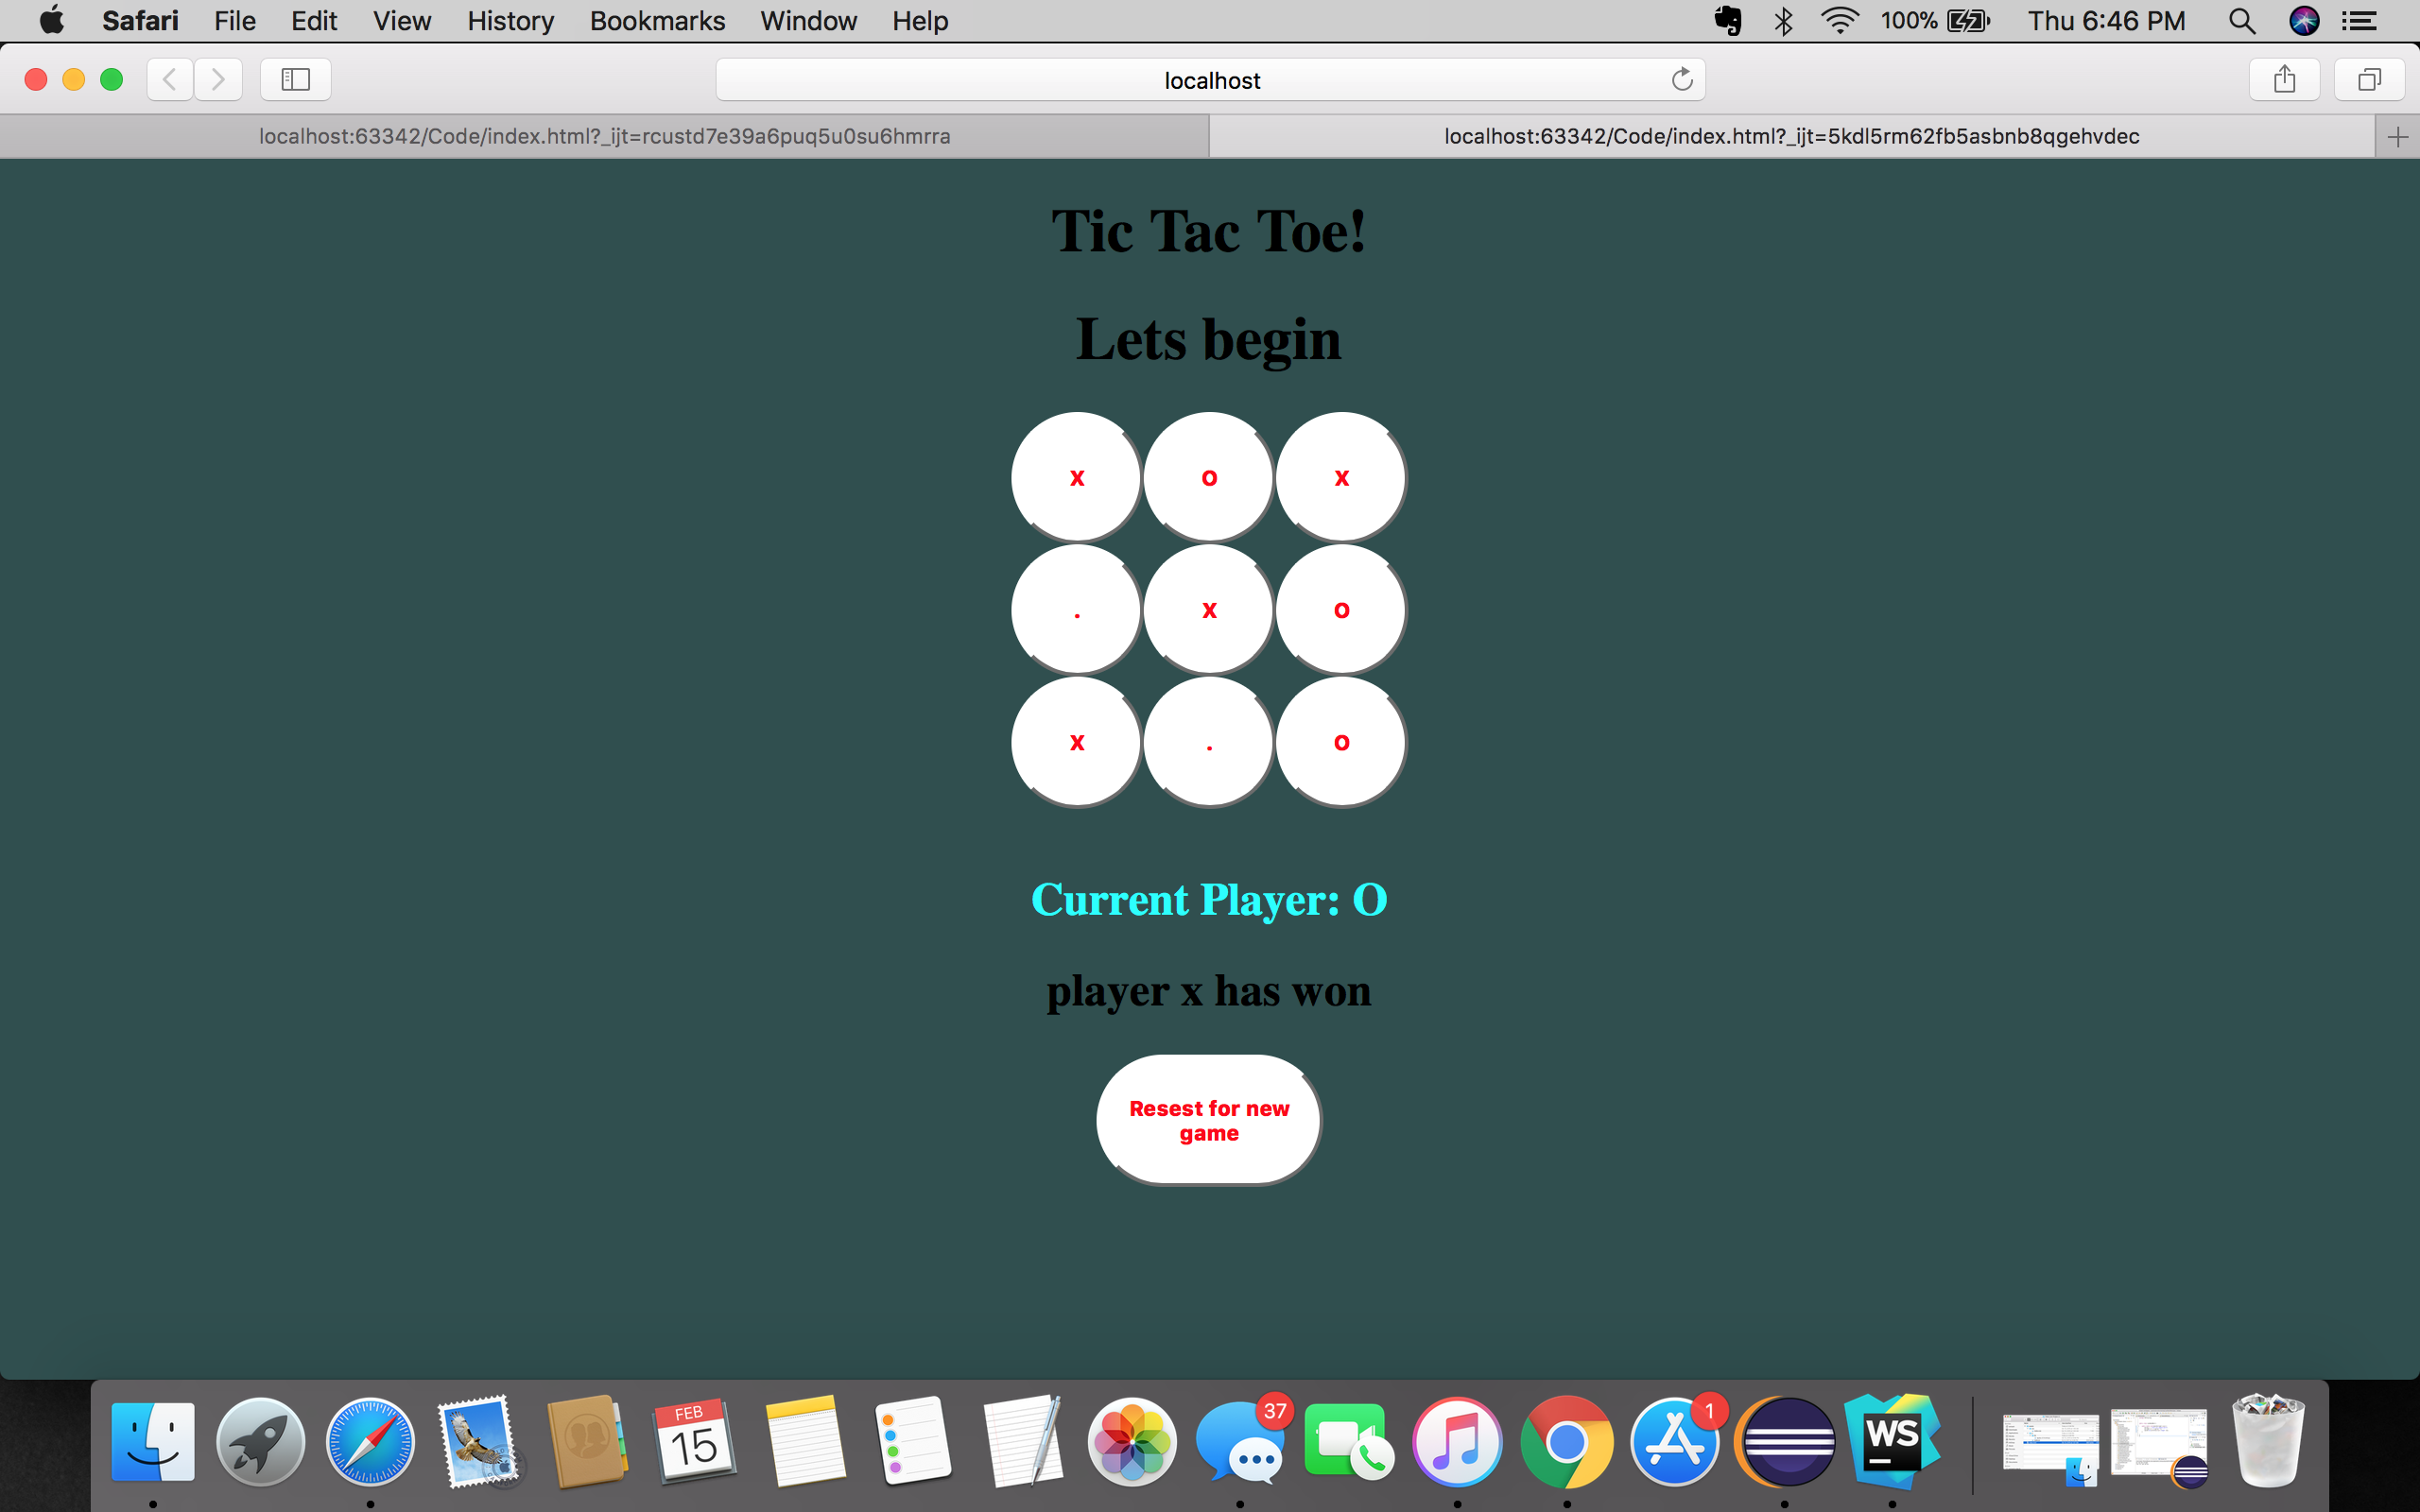 Safari File Edit View History Bookmarks Window Help 100% Thu 6:46 PM
localhost
localhost:63342/Code/index.html?_ijt=rcustd7e39a6puq5u0su6hmrra localhost:63342/Code/index.html?_ijt=5kdl5rm62fb5asbnb8qgehvdec
Tic Tac Toe!
Lets begin
x o x
. x o
x . o
Current Player: O
player x has won
Resest for new
game
FEB
15
37
1
WS